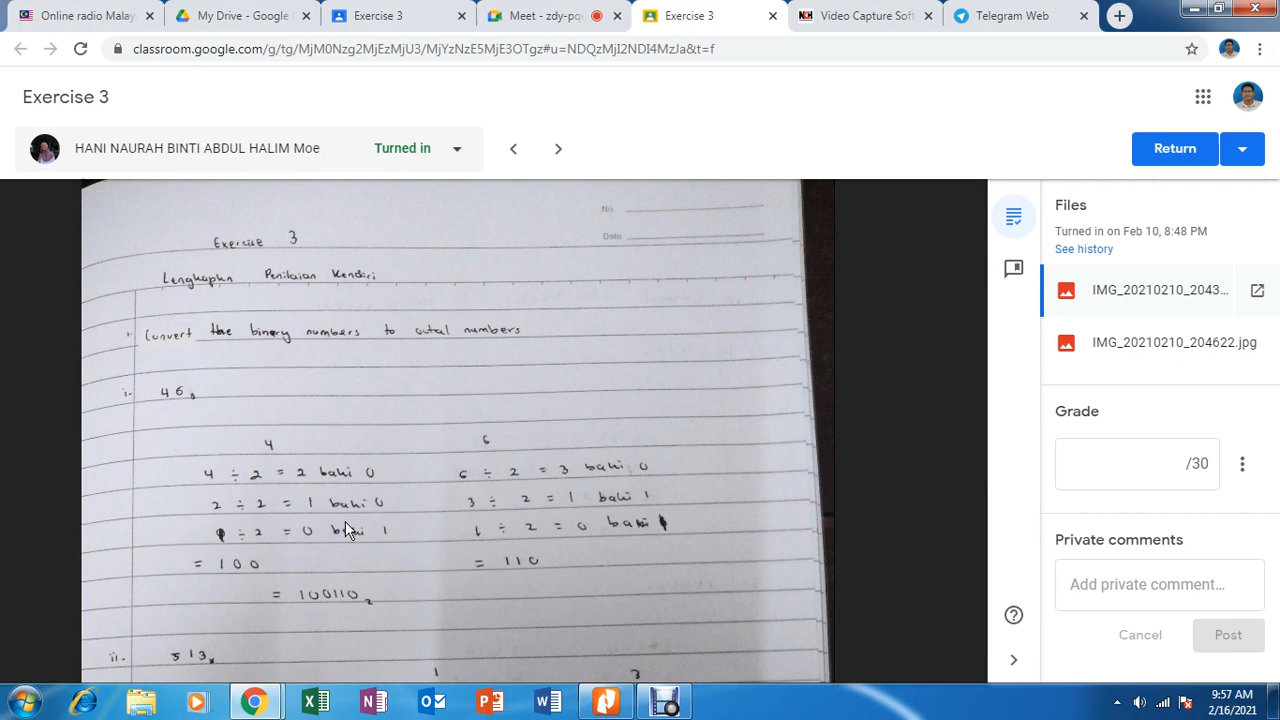 Online radio Malay
My Drive - Google
Exercise 3
Meet - zdy-pqe
Exercise 3
Video Capture Soft
Telegram Web
classroom.google.com/g/tg/MjM0Nzg2MjEzMjU3/MjYzNzE5MjE3OTgz#u=NDQzMjI2NDI4MzJa&t=f
Exercise 3
HANI NAURAH BINTI ABDUL HALIM Moe
Turned in
Return
No
Date
Exercise 3
Lengkapkn Penilaian Kendiri
Convert the binary numbers to octal numbers
i- 46₈
4
6
4 ÷ 2 = 2 baki 0
6 ÷ 2 = 3 baki 0
2 ÷ 2 = 1 baki 0
3 ÷ 2 = 1 baki 1
1 ÷ 2 = 0 baki 1
1 ÷ 2 = 0 baki 1
= 100
= 110
= 100110₂
ii- 513₈
1
3
Files
Turned in on Feb 10, 8:48 PM
See history
IMG_20210210_2043...
IMG_20210210_204622.jpg
Grade
/30
Private comments
Add private comment...
Cancel
Post
9:57 AM
2/16/2021